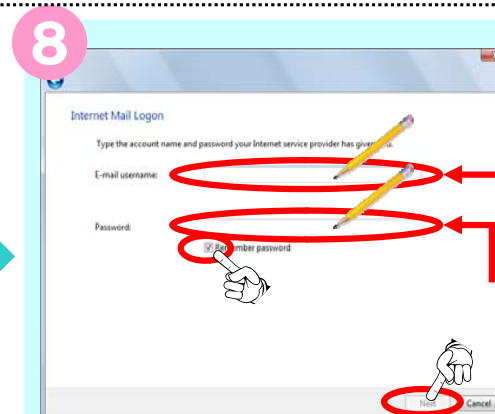 8
Internet Mail Logon
Type the account name and password your Internet service provider has given
E-mail username:
Password:
Remember password
Next Cancel